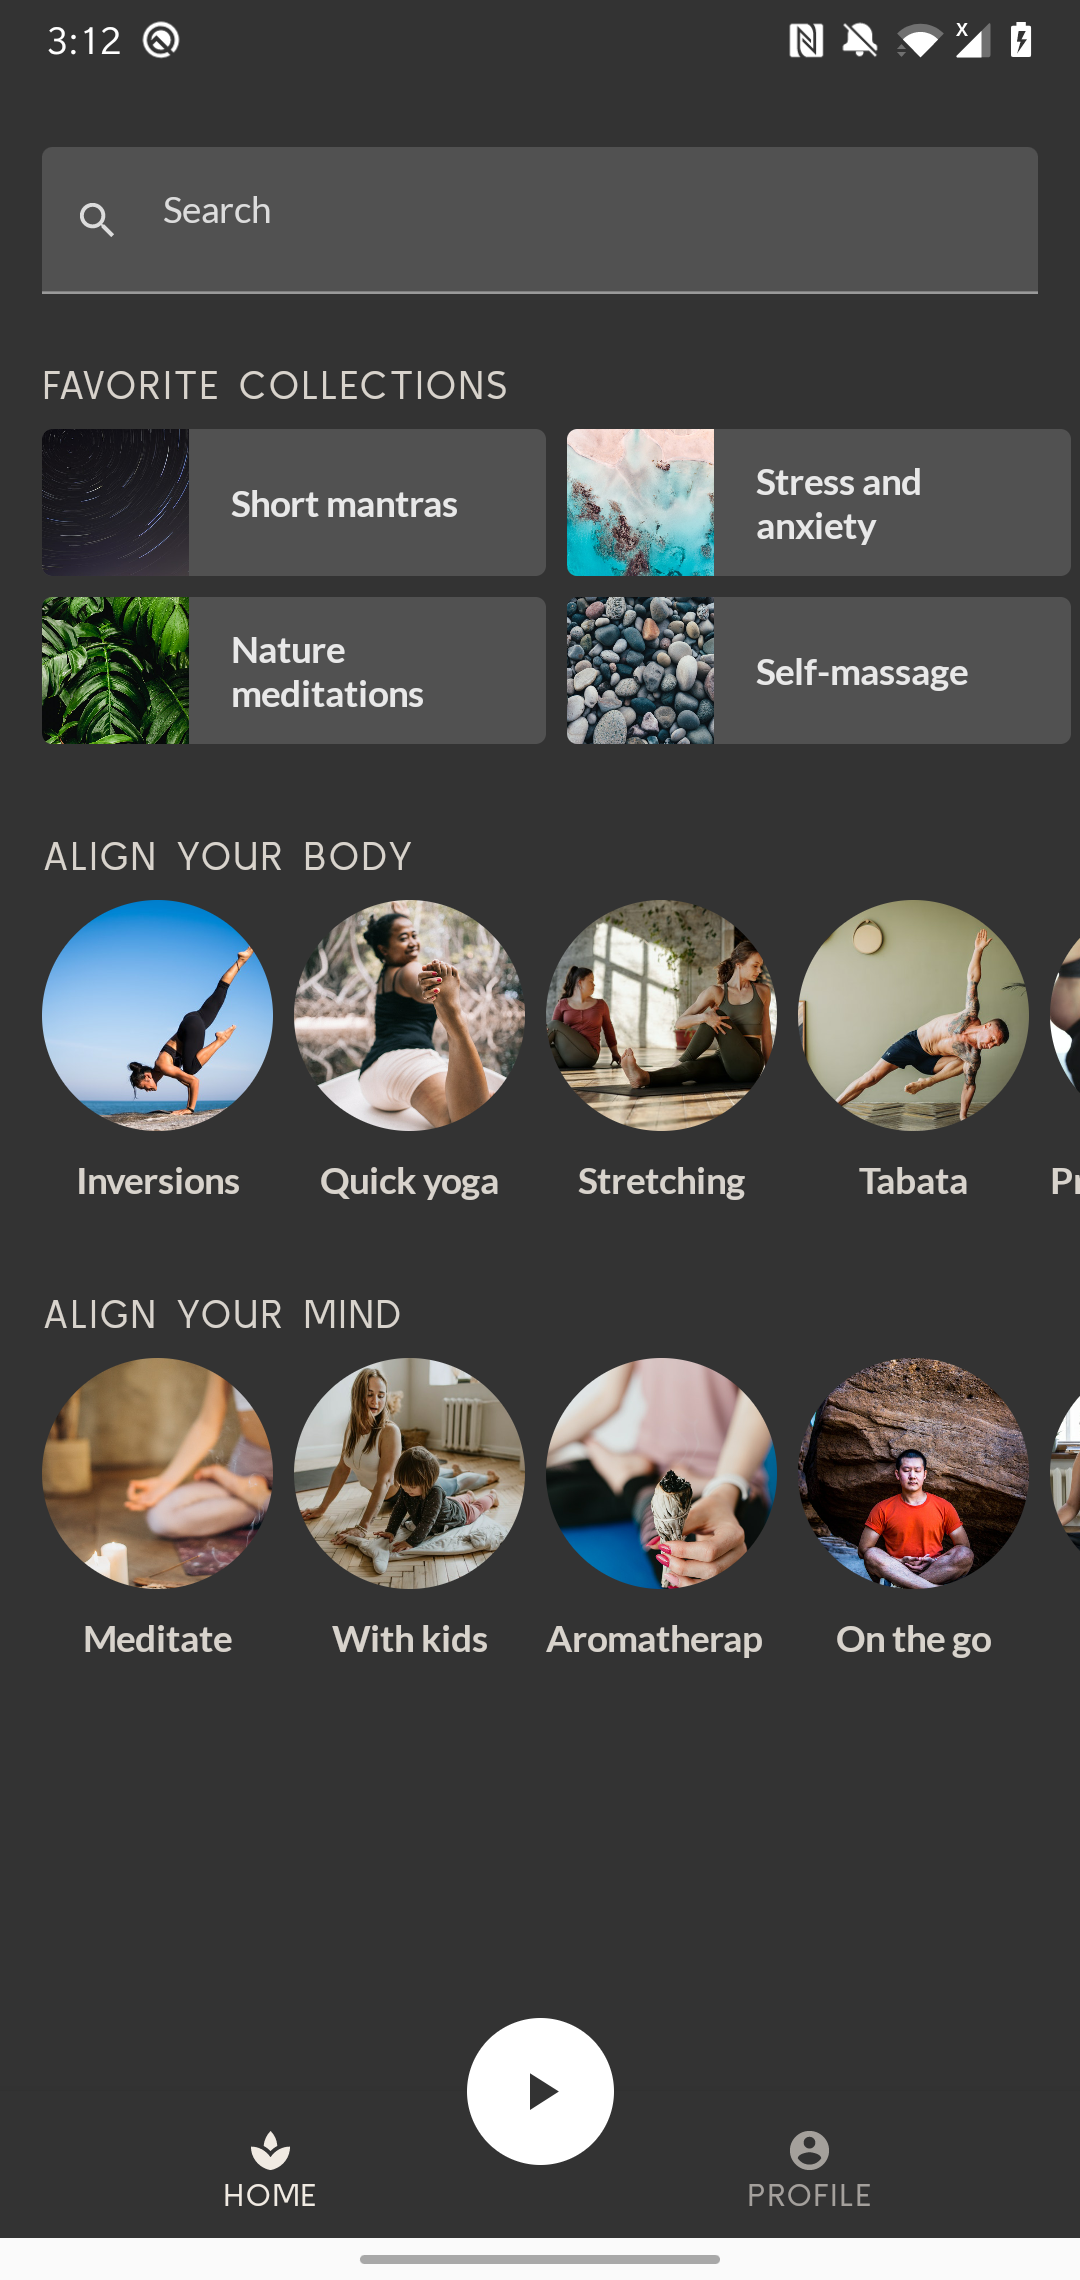 3:12
Search
FAVORITE COLLECTIONS
Short mantras
Stress and
anxiety
Nature
meditations
Self-massage
ALIGN YOUR BODY
Inversions
Quick yoga
Stretching
Tabata
ALIGN YOUR MIND
Meditate
With kids
Aromatherap
On the go
HOME
PROFILE